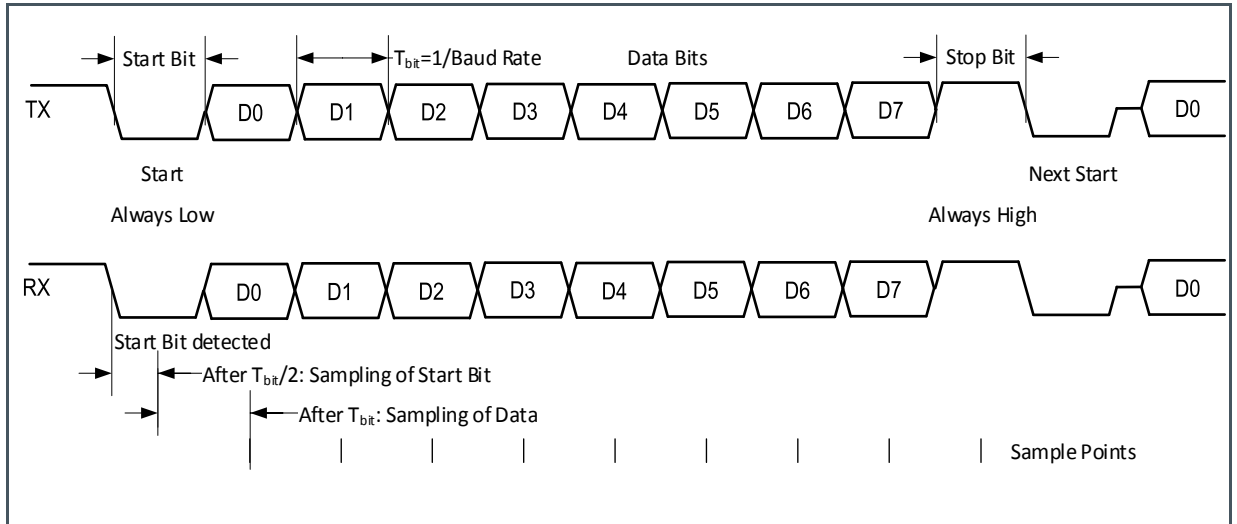 Start Bit
T_bit=1/Baud Rate
Data Bits
Stop Bit
TX
D0
D1
D2
D3
D4
D5
D6
D7
D0
Start
Next Start
Always Low
Always High
RX
D0
D1
D2
D3
D4
D5
D6
D7
D0
Start Bit detected
After T_bit/2: Sampling of Start Bit
After T_bit: Sampling of Data
Sample Points